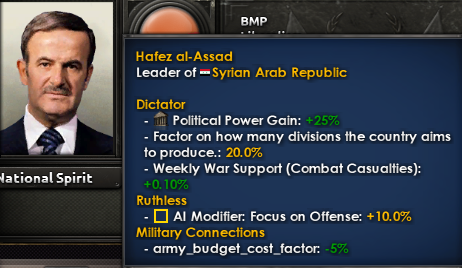 BMP
Hafez al-Assad
Leader of Syrian Arab Republic
Dictator
- Political Power Gain: +25%
- Factor on how many divisions the country aims
to produce.: 20.0%
- Weekly War Support (Combat Casualties):
+0.10%
Ruthless
- AI Modifier: Focus on Offense: +10.0%
Military Connections
- army_budget_cost_factor: -5%
National Spirit